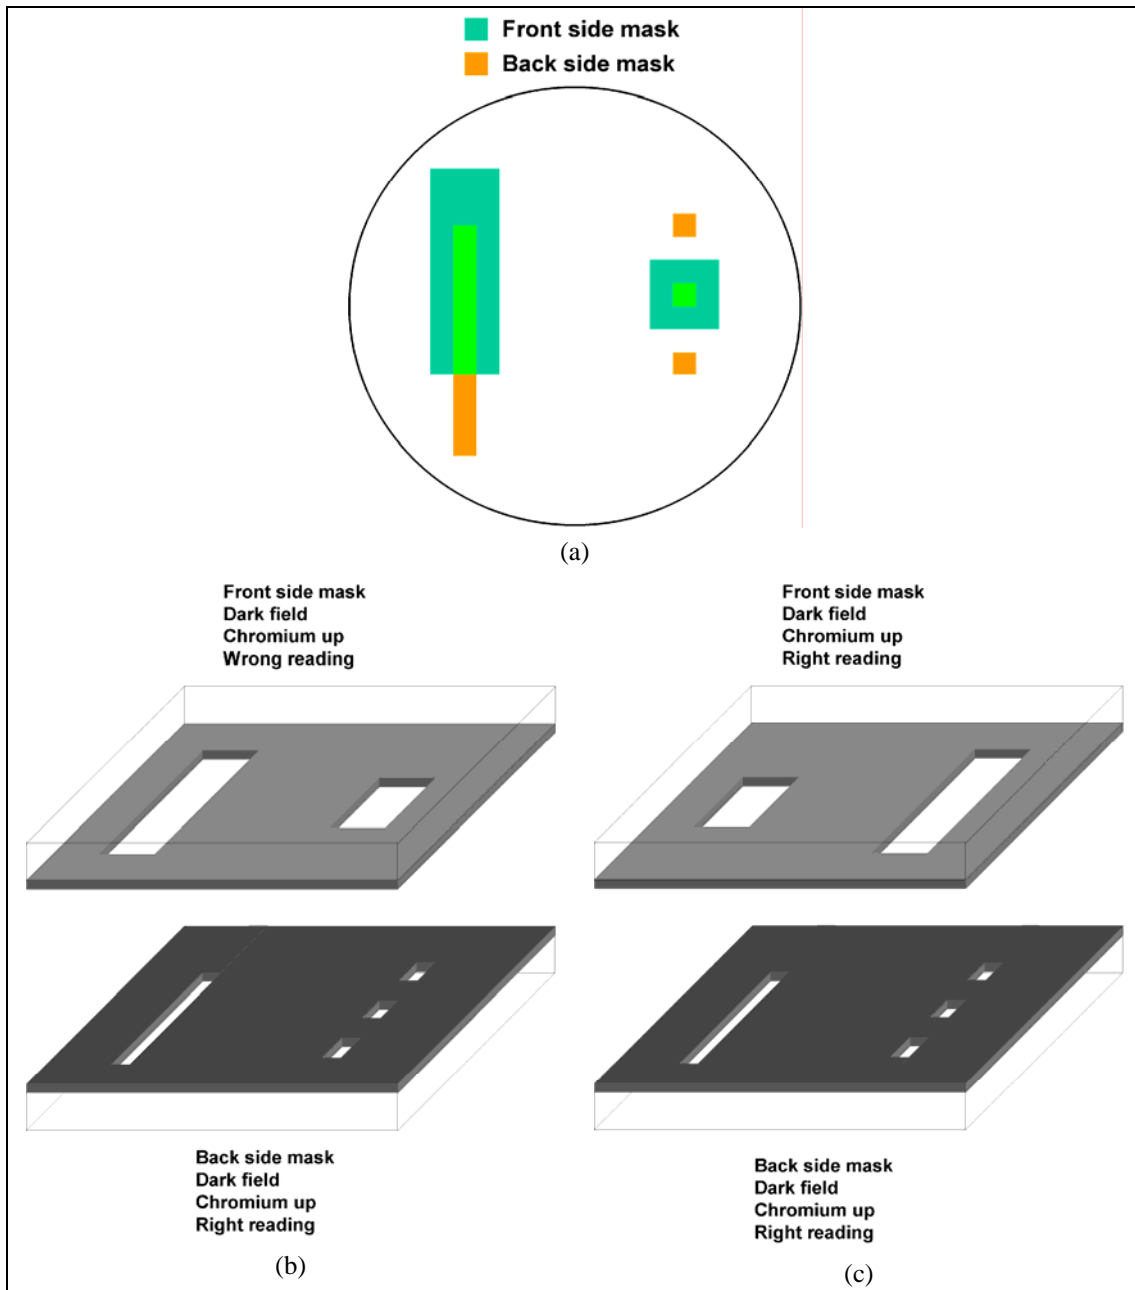 Front side mask
Back side mask
(a)
Front side mask
Dark field
Chromium up
Wrong reading
Front side mask
Dark field
Chromium up
Right reading
Back side mask
Dark field
Chromium up
Right reading
(b)
Back side mask
Dark field
Chromium up
Right reading
(c)